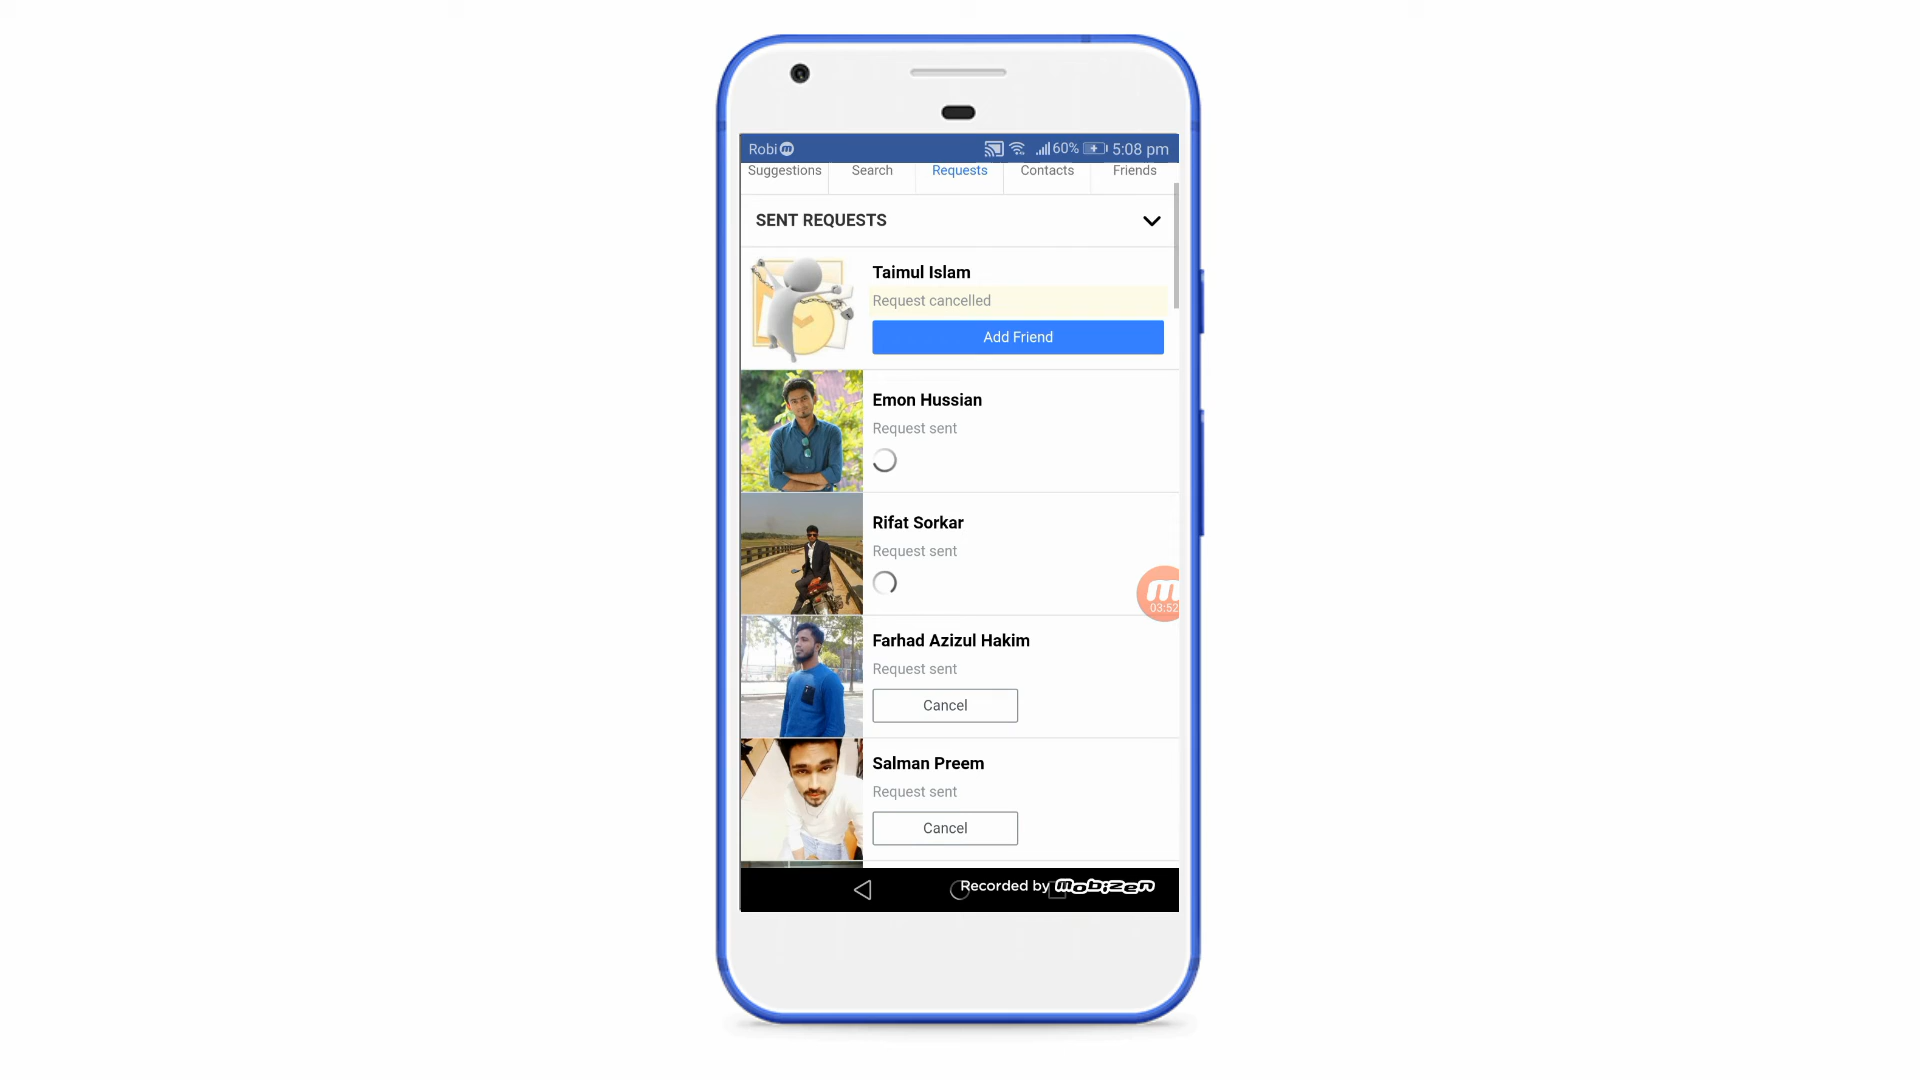 Robi 60% 5:08 pm
Suggestions Search Requests Contacts Friends
SENT REQUESTS
Taimul Islam
Request cancelled
Add Friend
Emon Hussian
Request sent
Rifat Sorkar
Request sent
03:52
Farhad Azizul Hakim
Request sent
Cancel
Salman Preem
Request sent
Cancel
Recorded by mobizen